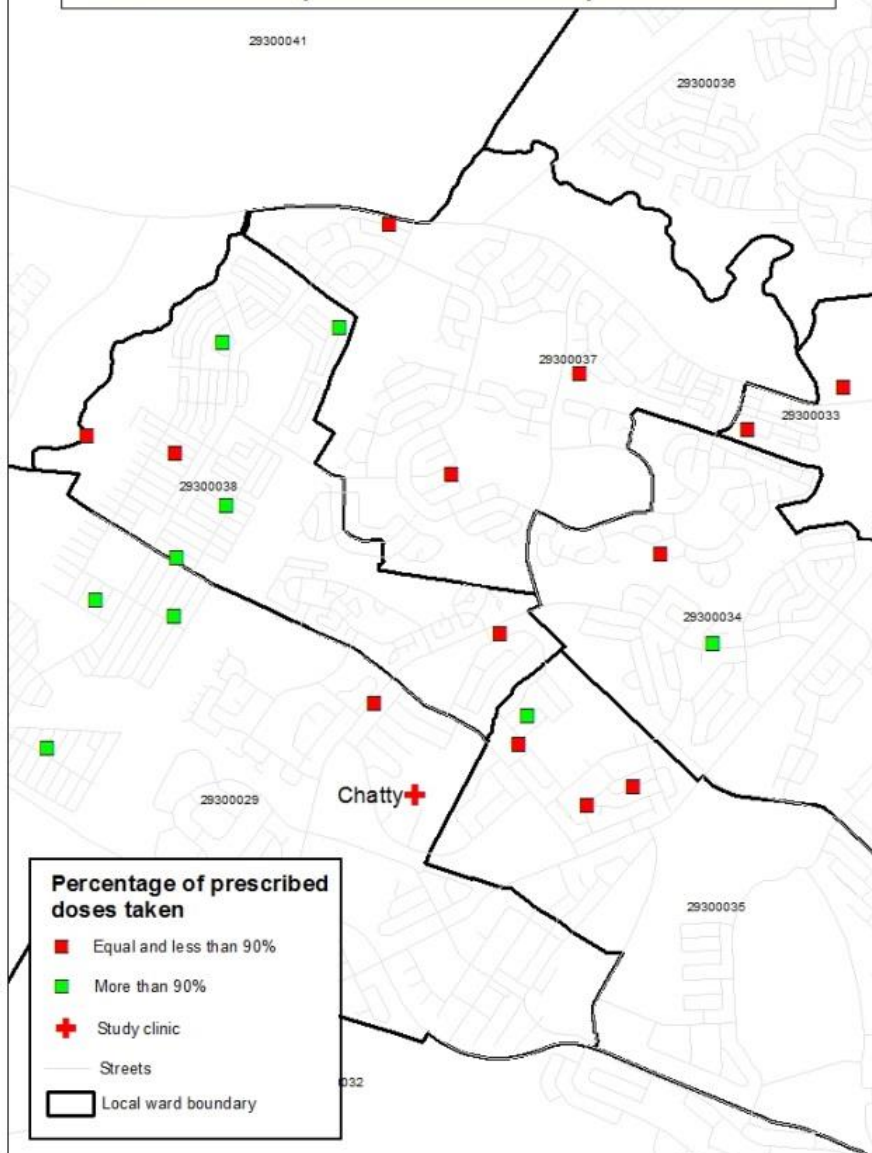 29300041
29300036
29300037
29300033
29300038
29300034
Chatty
29300029
29300035
Percentage of prescribed
doses taken
Equal and less than 90%
More than 90%
Study clinic
Streets
Local ward boundary
032